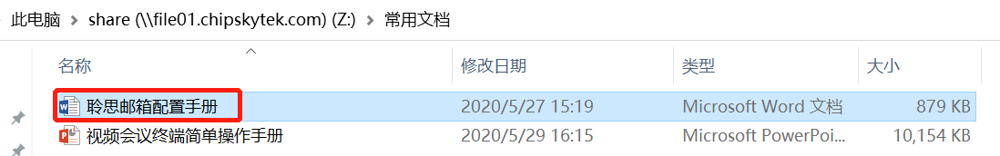 此电脑 > share (\\file01.chipskytek.com) (Z:) > 常用文档
名称 修改日期 类型 大小
聆思邮箱配置手册 2020/5/27 15:19 Microsoft Word 文档 879 KB
视频会议终端简单操作手册 2020/5/29 16:15 Microsoft PowerPoi... 10,154 KB